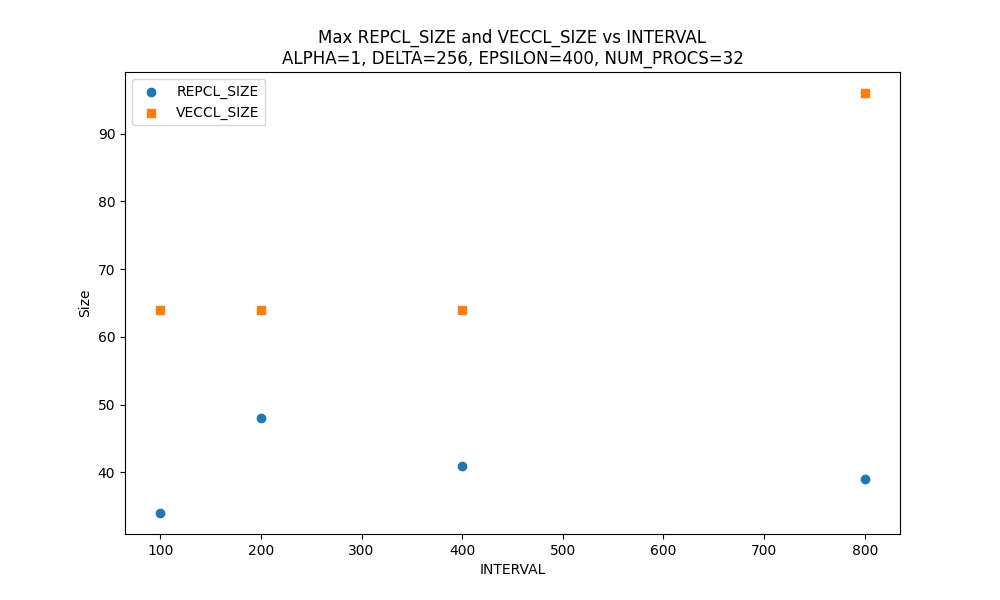 Max REPCL_SIZE and VECCL_SIZE vs INTERVAL
ALPHA=1, DELTA=256, EPSILON=400, NUM_PROCS=32
REPCL_SIZE
VECCL_SIZE
90
80
70
60
50
40
Size
100 200 300 400 500 600 700 800
INTERVAL